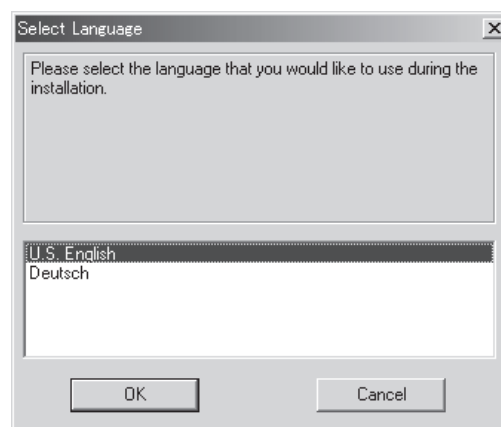 Select Language
Please select the language that you would like to use during the
installation.
U.S. English
Deutsch
OK
Cancel